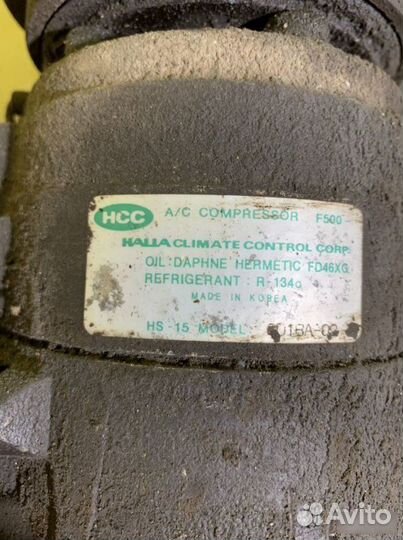 HCC A/C COMPRESSOR F500
HALLA CLIMATE CONTROL CORP.
OIL: DAPHNE HERMETIC FD46XG
REFRIGERANT : R-134a
MADE IN KOREA
HS-15 MODEL
Avito